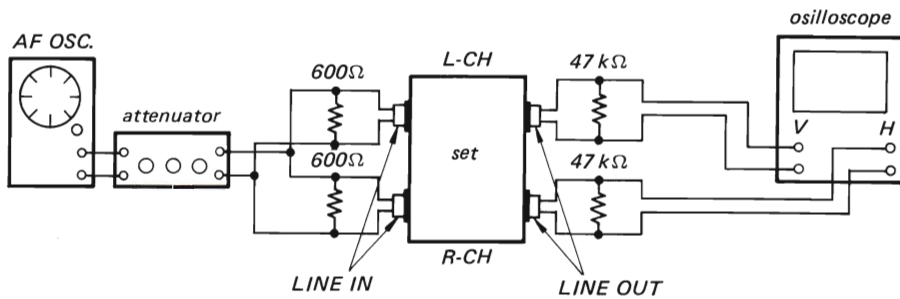 osilloscope
AF OSC.
L-CH
600Ω
47 kΩ
attenuator
V
H
set
600Ω
47 kΩ
R-CH
LINE IN
LINE OUT